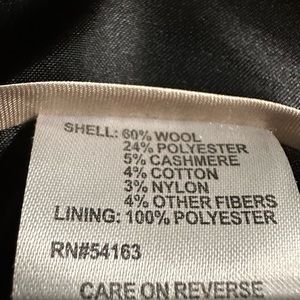 SHELL: 60% WOOL
24% POLYESTER
5% CASHMERE
4% COTTON
3% NYLON
4% OTHER FIBERS
LINING: 100% POLYESTER
RN#54163
CARE ON REVERSE